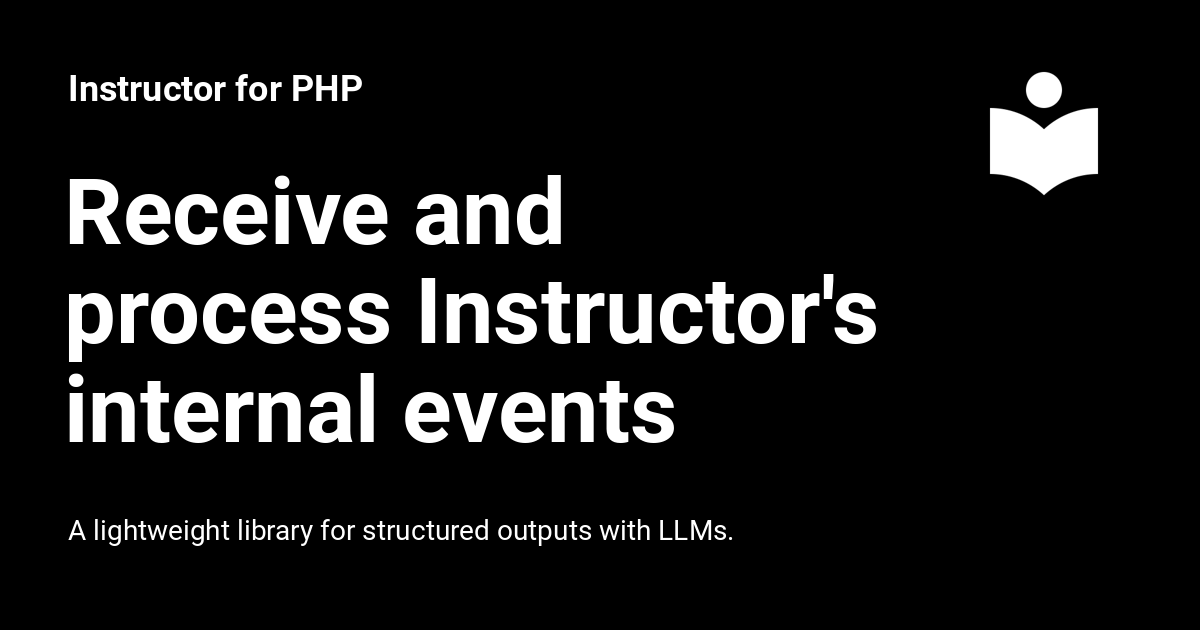 Instructor for PHP
Receive and
process Instructor's
internal events
A lightweight library for structured outputs with LLMs.